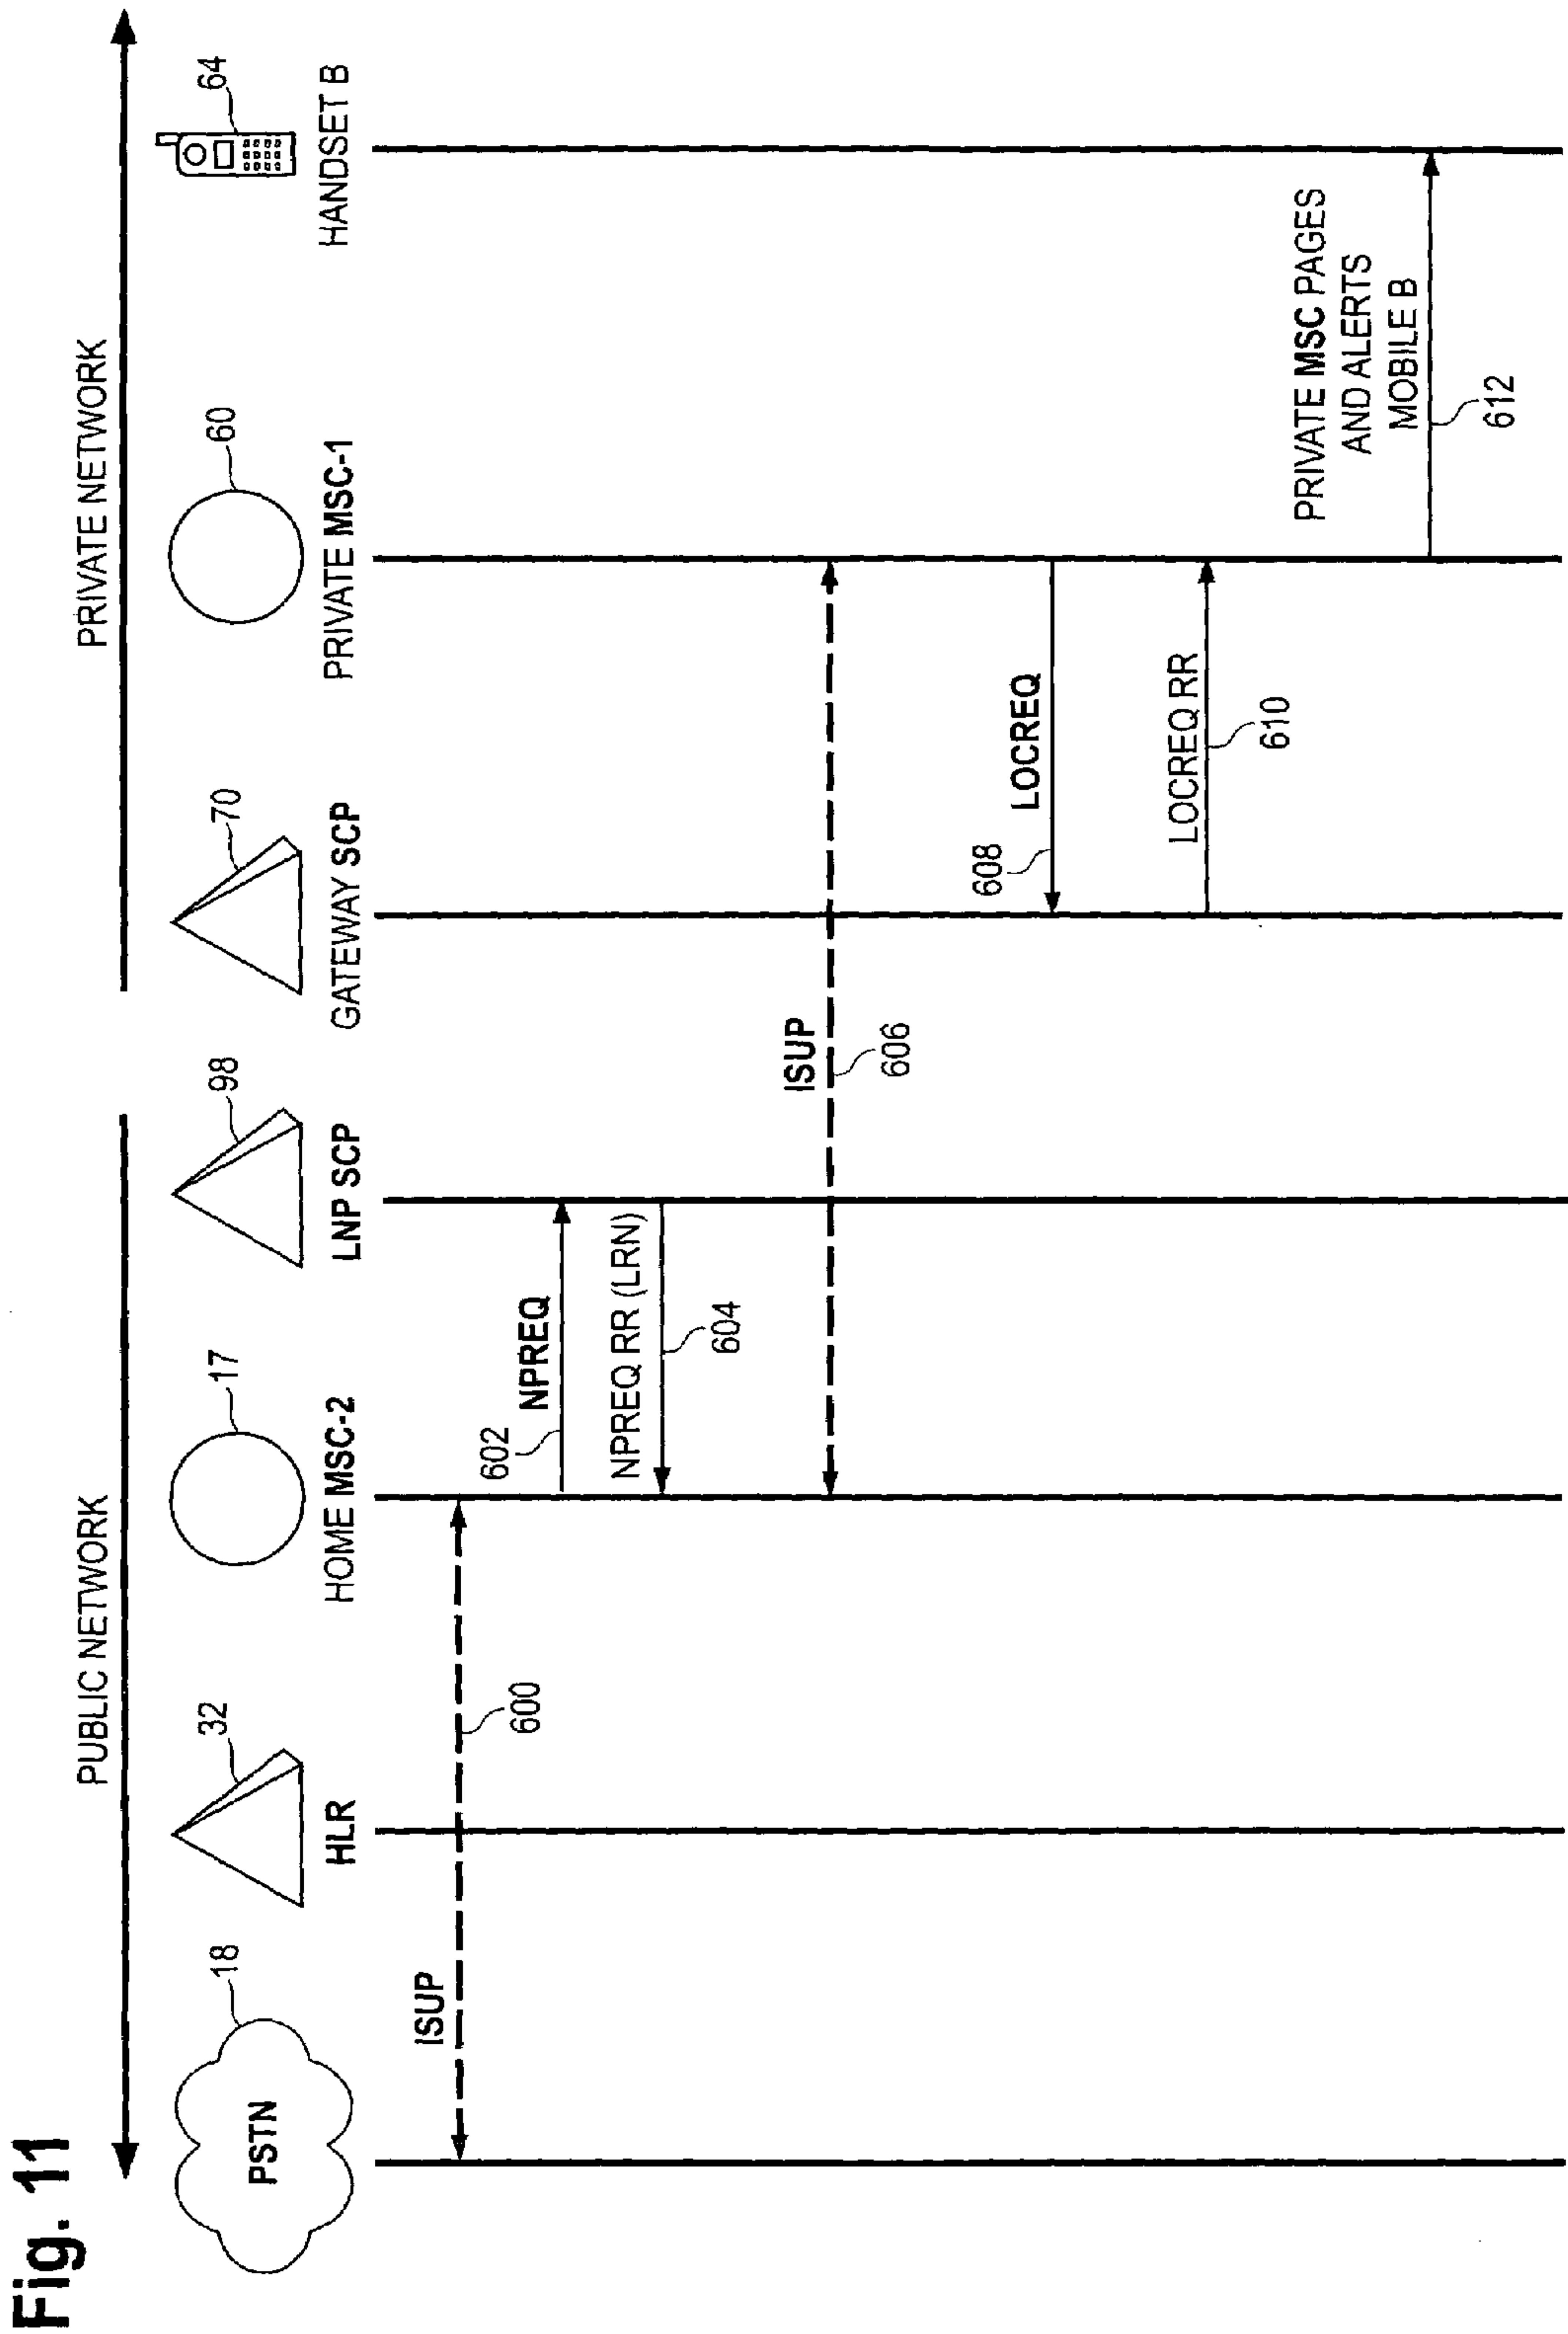 Fig. 11
PUBLIC NETWORK
PRIVATE NETWORK
18
32
17
98
70
60
64
PSTN
HLR
HOME MSC-2
LNP SCP
GATEWAY SCP
PRIVATE MSC-1
HANDSET B
ISUP
600
602
NPREQ
NPREQ RR (LRN)
604
ISUP
606
608
LOCREQ
LOCREQ RR
610
PRIVATE MSC PAGES
AND ALERTS
MOBILE B
612